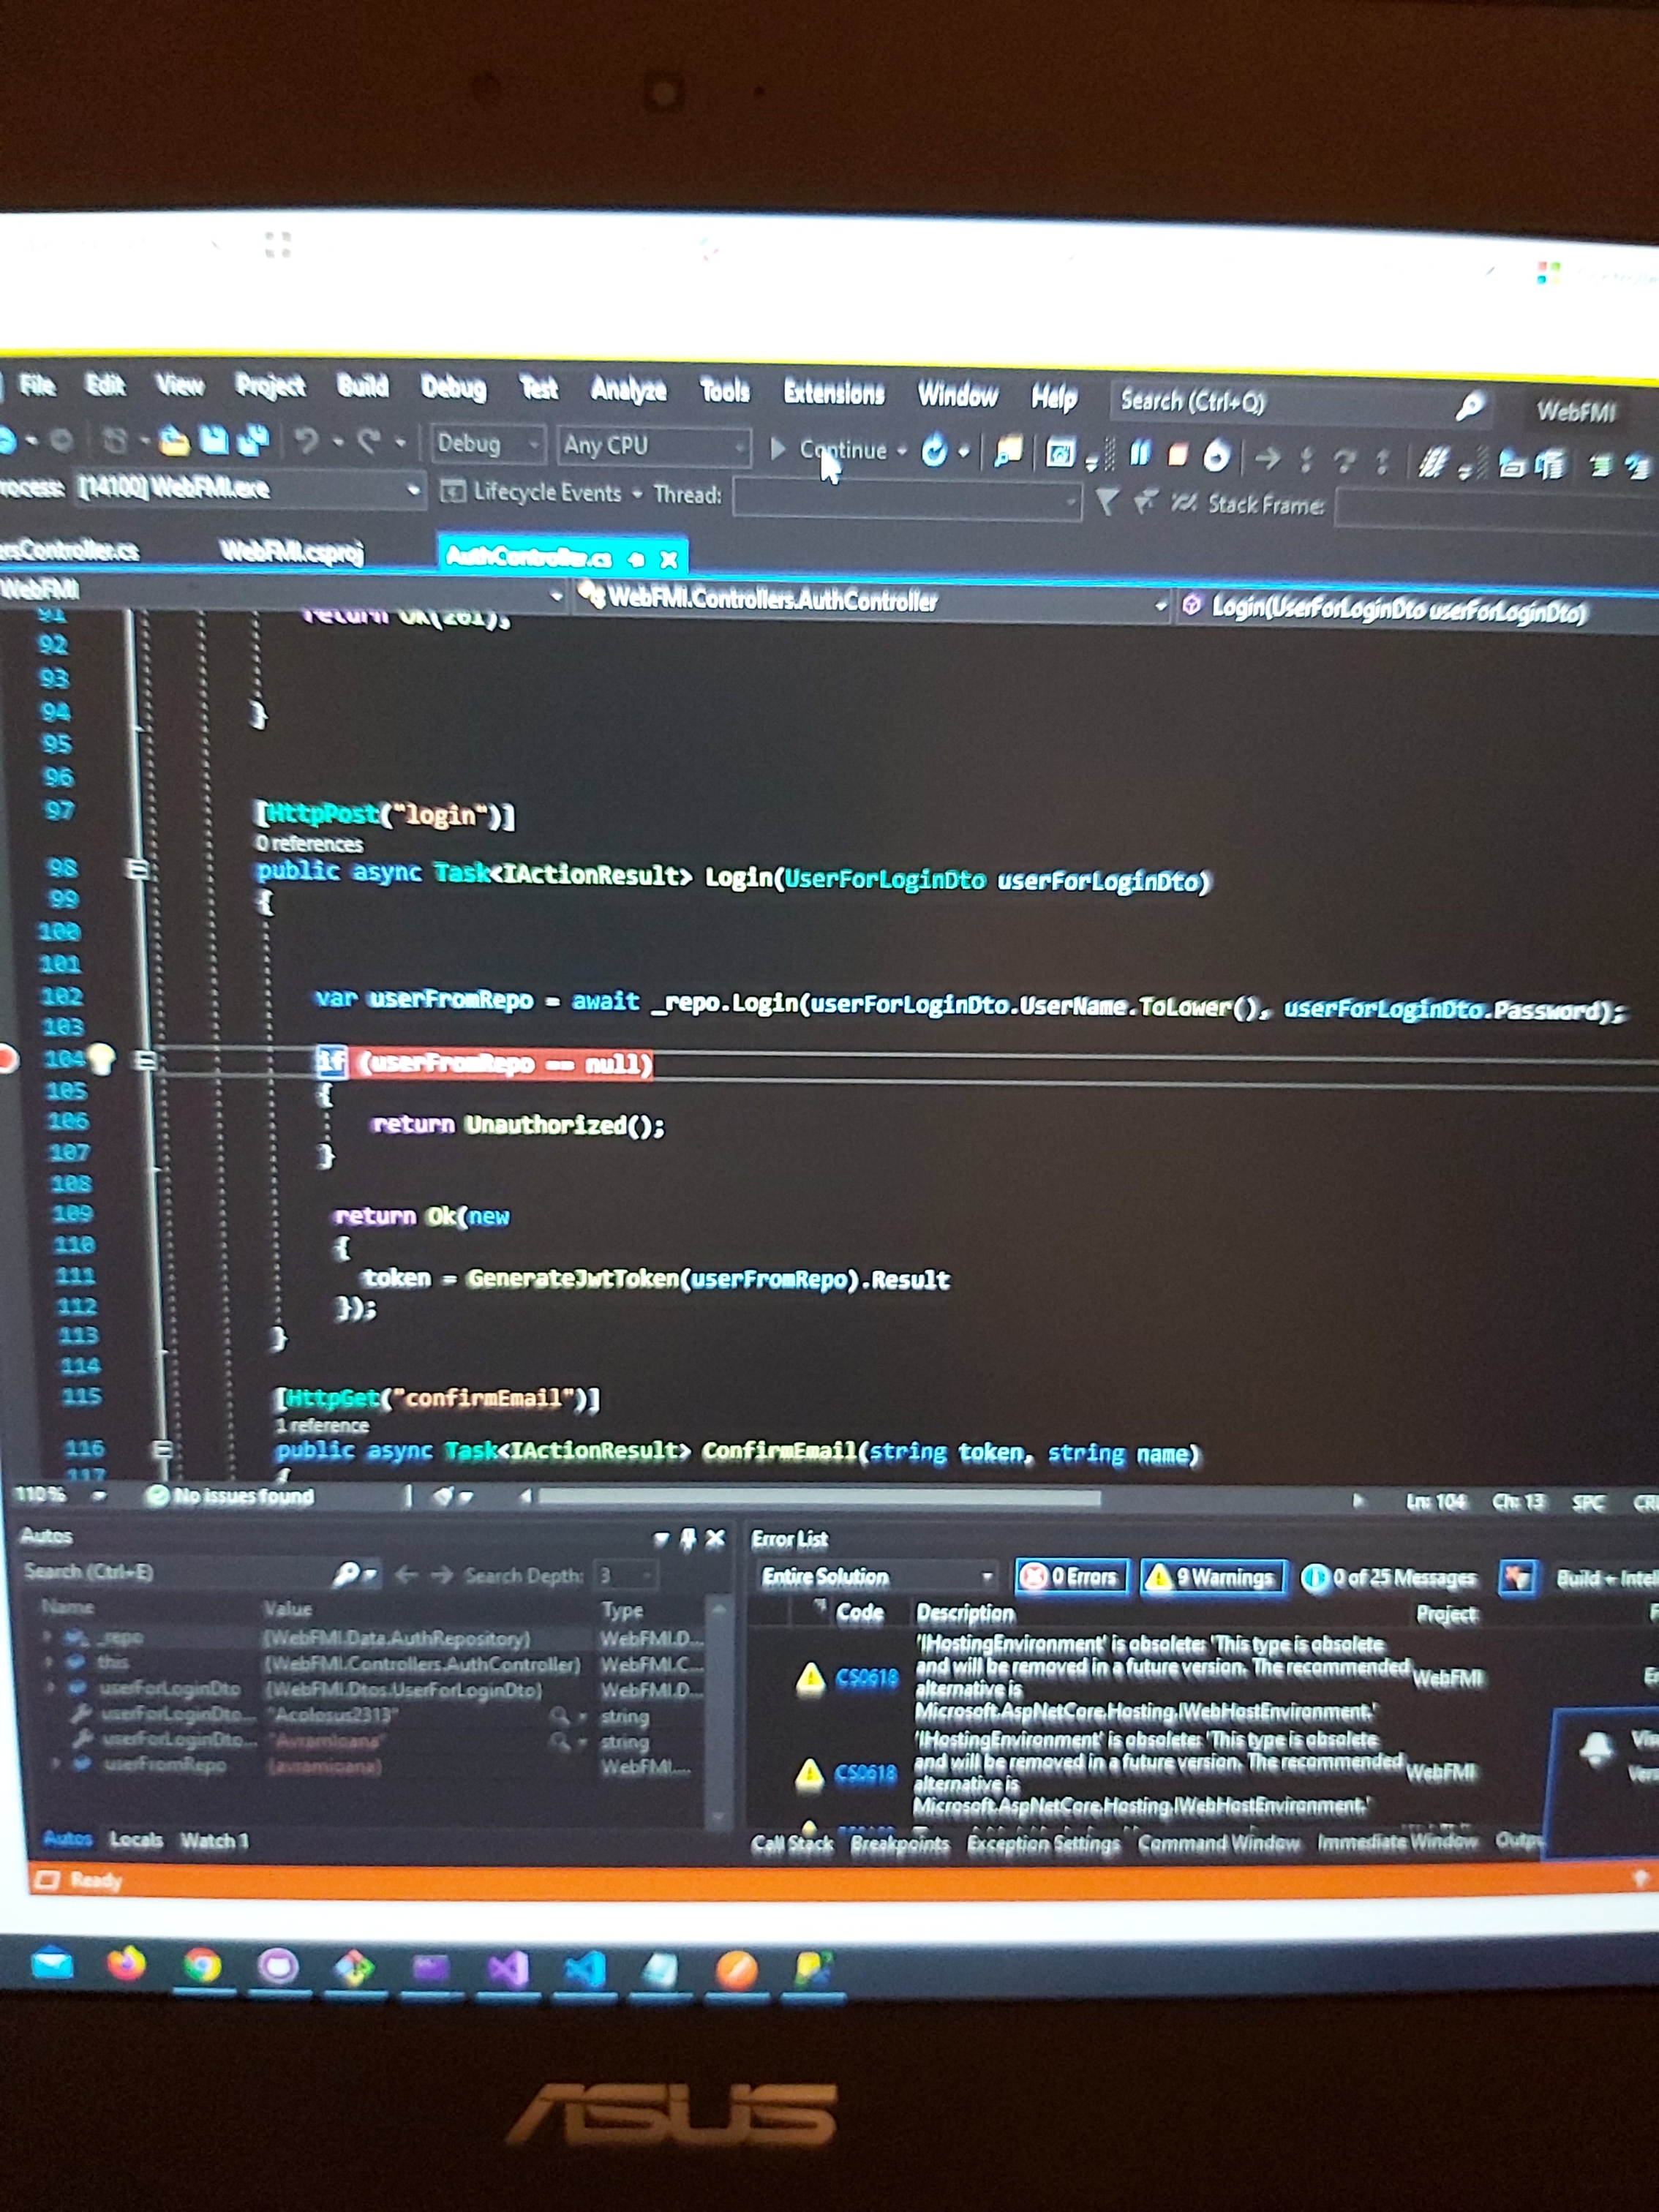 File Edit View Project Build Debug Test Analyze Tools Extensions Window Help Search (Ctrl+Q) WebFMI
Debug Any CPU Continue
rocess: [14100] WebFMI.exe Lifecycle Events Thread: Stack Frame:
ersController.cs WebFMI.csproj AuthController.cs
WebFMI WebFMI.Controllers.AuthController Login(UserForLoginDto userForLoginDto)
91 return Ok(201);
92
93
94 }
95
96
97 [HttpPost("login")]
0 references
98 public async Task<IActionResult> Login(UserForLoginDto userForLoginDto)
99 {
100
101
102 var userFromRepo = await _repo.Login(userForLoginDto.UserName.ToLower(), userForLoginDto.Password);
103
104 if (userFromRepo == null)
105 {
106 return Unauthorized();
107 }
108
109 return Ok(new
110 {
111 token = GenerateJwtToken(userFromRepo).Result
112 });
113 }
114
115 [HttpGet("confirmEmail")]
1 reference
116 public async Task<IActionResult> ConfirmEmail(string token, string name)
117 {
110% No issues found Ln: 104 Ch: 13 SPC CR
Autos
Search (Ctrl+E) Search Depth: 3
Name Value Type
_repo {WebFMI.Data.AuthRepository} WebFMI.D...
this {WebFMI.Controllers.AuthController} WebFMI.C...
userForLoginDto {WebFMI.Dtos.UserForLoginDto} WebFMI.D...
userForLoginDto... "Acolosus2313" string
userForLoginDto... "AvramIoana" string
userFromRepo {avramioana} WebFMI....
Autos Locals Watch 1
Error List
Entire Solution 0 Errors 9 Warnings 0 of 25 Messages Build + Intel
Code Description Project
CS0618 'IHostingEnvironment' is obsolete: 'This type is obsolete
and will be removed in a future version. The recommended WebFMI
alternative is
Microsoft.AspNetCore.Hosting.IWebHostEnvironment.'
CS0618 'IHostingEnvironment' is obsolete: 'This type is obsolete
and will be removed in a future version. The recommended WebFMI
alternative is
Microsoft.AspNetCore.Hosting.IWebHostEnvironment.'
Call Stack Breakpoints Exception Settings Command Window Immediate Window Outpu
Ready
ASUS